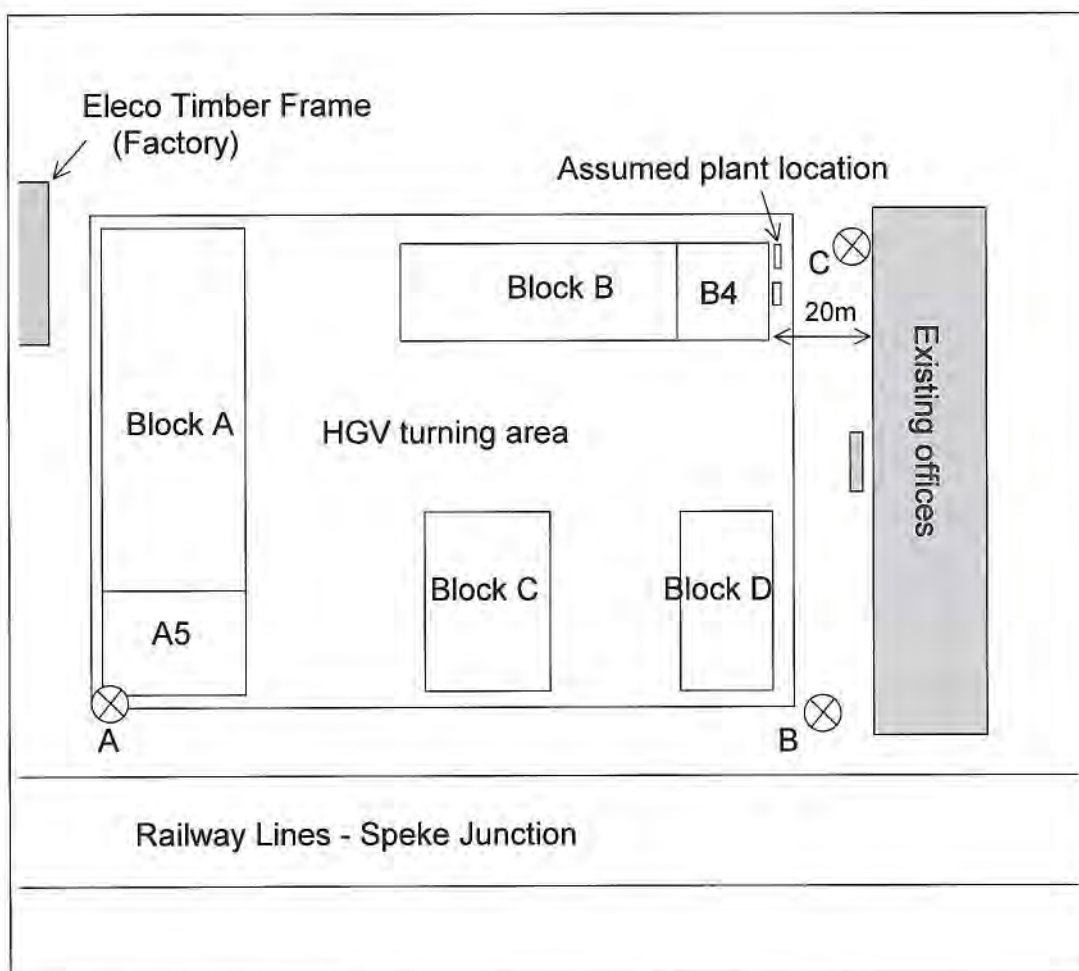 Eleco Timber Frame
(Factory)
Assumed plant location
C
Block B
B4
20m
Existing offices
Block A
HGV turning area
Block C
Block D
A5
A
B
Railway Lines - Speke Junction